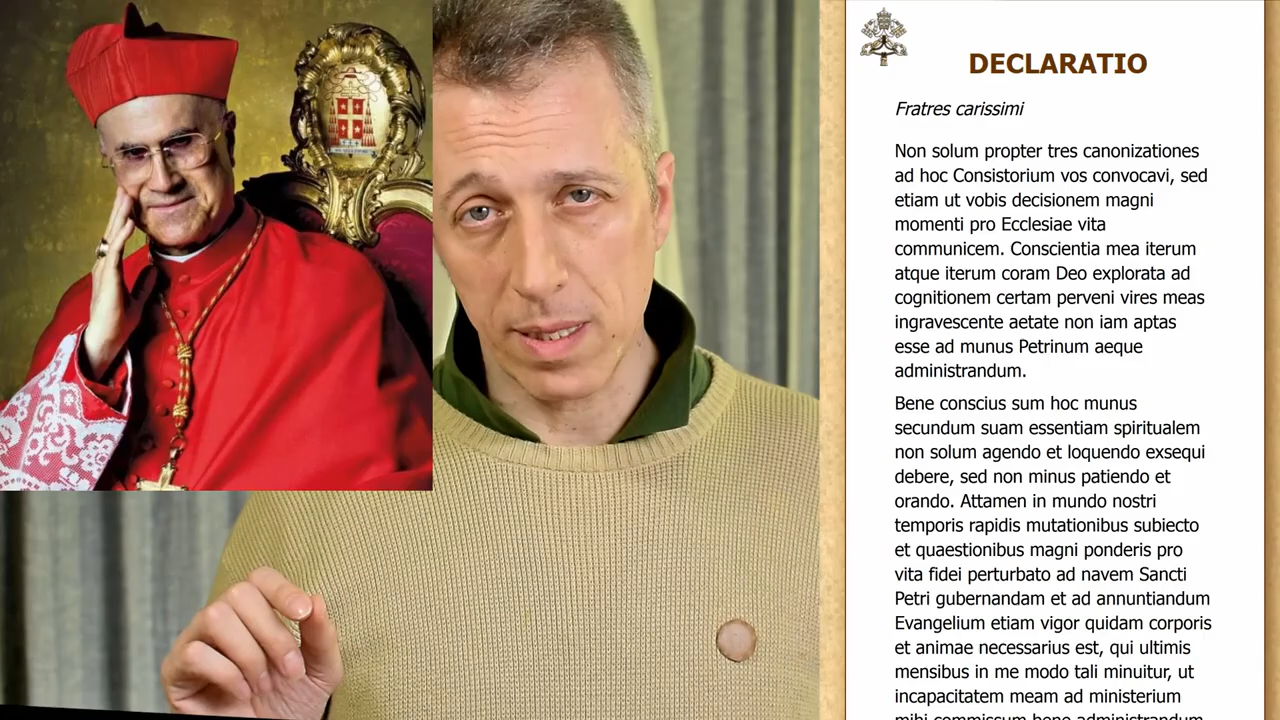 DECLARATIO
Fratres carissimi
Non solum propter tres canonizationes
ad hoc Consistorium vos convocavi, sed
etiam ut vobis decisionem magni
momenti pro Ecclesiae vita
communicem. Conscientia mea iterum
atque iterum coram Deo explorata ad
cognitionem certam perveni vires meas
ingravescente aetate non iam aptas
esse ad munus Petrinum aeque
administrandum.
Bene conscius sum hoc munus
secundum suam essentiam spiritualem
non solum agendo et loquendo exsequi
debere, sed non minus patiendo et
orando. Attamen in mundo nostri
temporis rapidis mutationibus subiecto
et quaestionibus magni ponderis pro
vita fidei perturbato ad navem Sancti
Petri gubernandam et ad annuntiandum
Evangelium etiam vigor quidam corporis
et animae necessarius est, qui ultimis
mensibus in me modo tali minuitur, ut
incapacitatem meam ad ministerium
mihi commissum bene administrandum